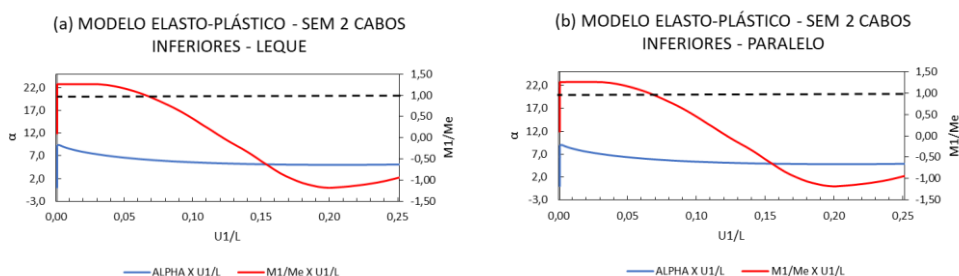 (a) MODELO ELASTO-PLÁSTICO - SEM 2 CABOS
INFERIORES - LEQUE
22,0
17,0
12,0
7,0
2,0
-3,0
α
1,50
1,00
0,50
0,00
-0,50
-1,00
-1,50
M1/Me
0,00 0,05 0,10 0,15 0,20 0,25
U1/L
ALPHA X U1/L M1/Me X U1/L
(b) MODELO ELASTO-PLÁSTICO - SEM 2 CABOS
INFERIORES - PARALELO
22,0
17,0
12,0
7,0
2,0
-3,0
α
1,50
1,00
0,50
0,00
-0,50
-1,00
-1,50
M1/Me
0,00 0,05 0,10 0,15 0,20 0,25
U1/L
ALPHA X U1/L M1/Me X U1/L